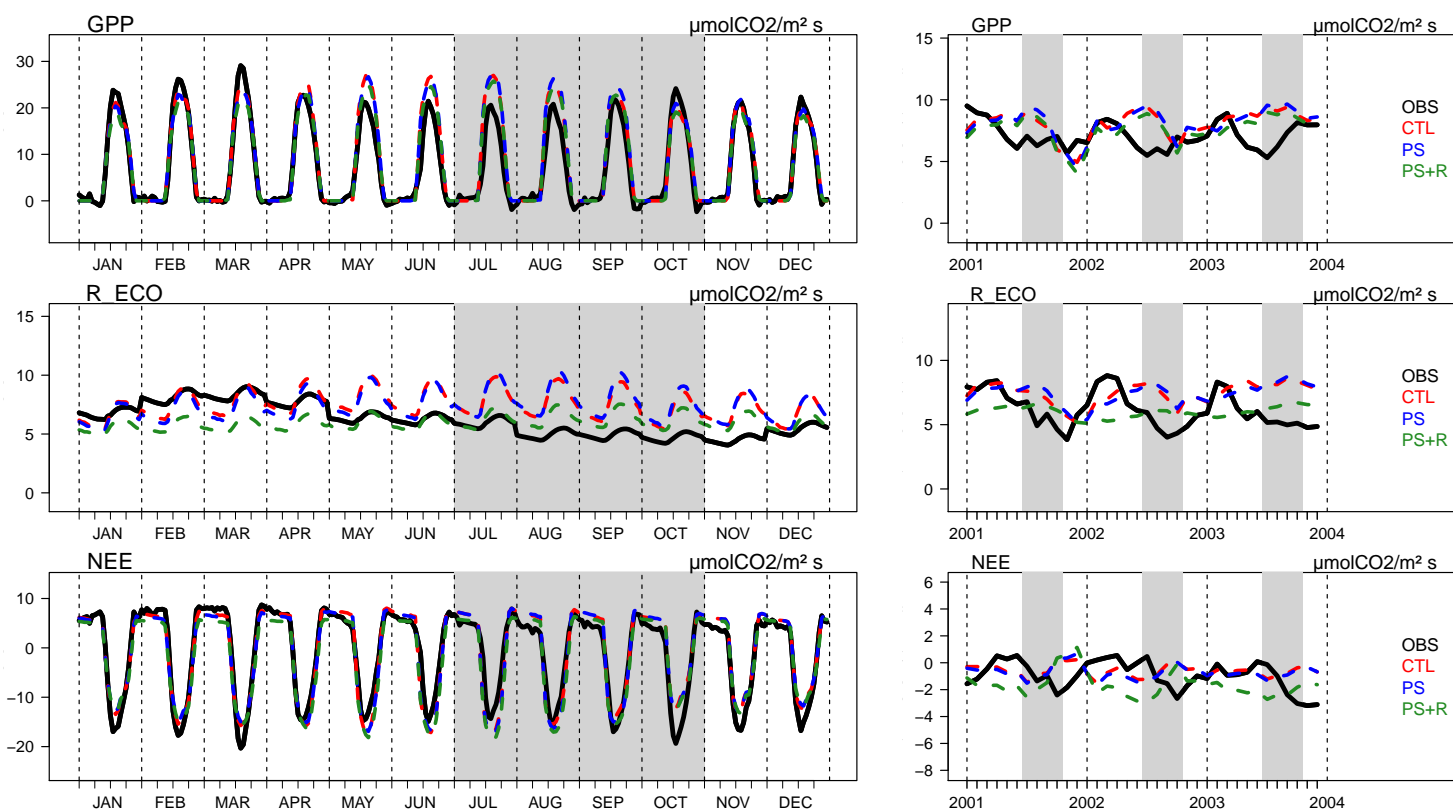 GPP µmolCO2/m² s
30
20
10
0
JAN FEB MAR APR MAY JUN JUL AUG SEP OCT NOV DEC
GPP µmolCO2/m² s
15
10
5
0
2001 2002 2003 2004
OBS
CTL
PS
PS+R
R_ECO µmolCO2/m² s
15
10
5
0
JAN FEB MAR APR MAY JUN JUL AUG SEP OCT NOV DEC
R_ECO µmolCO2/m² s
10
5
0
2001 2002 2003 2004
OBS
CTL
PS
PS+R
NEE µmolCO2/m² s
10
0
−10
−20
JAN FEB MAR APR MAY JUN JUL AUG SEP OCT NOV DEC
NEE µmolCO2/m² s
6
4
2
0
−2
−4
−6
−8
2001 2002 2003 2004
OBS
CTL
PS
PS+R